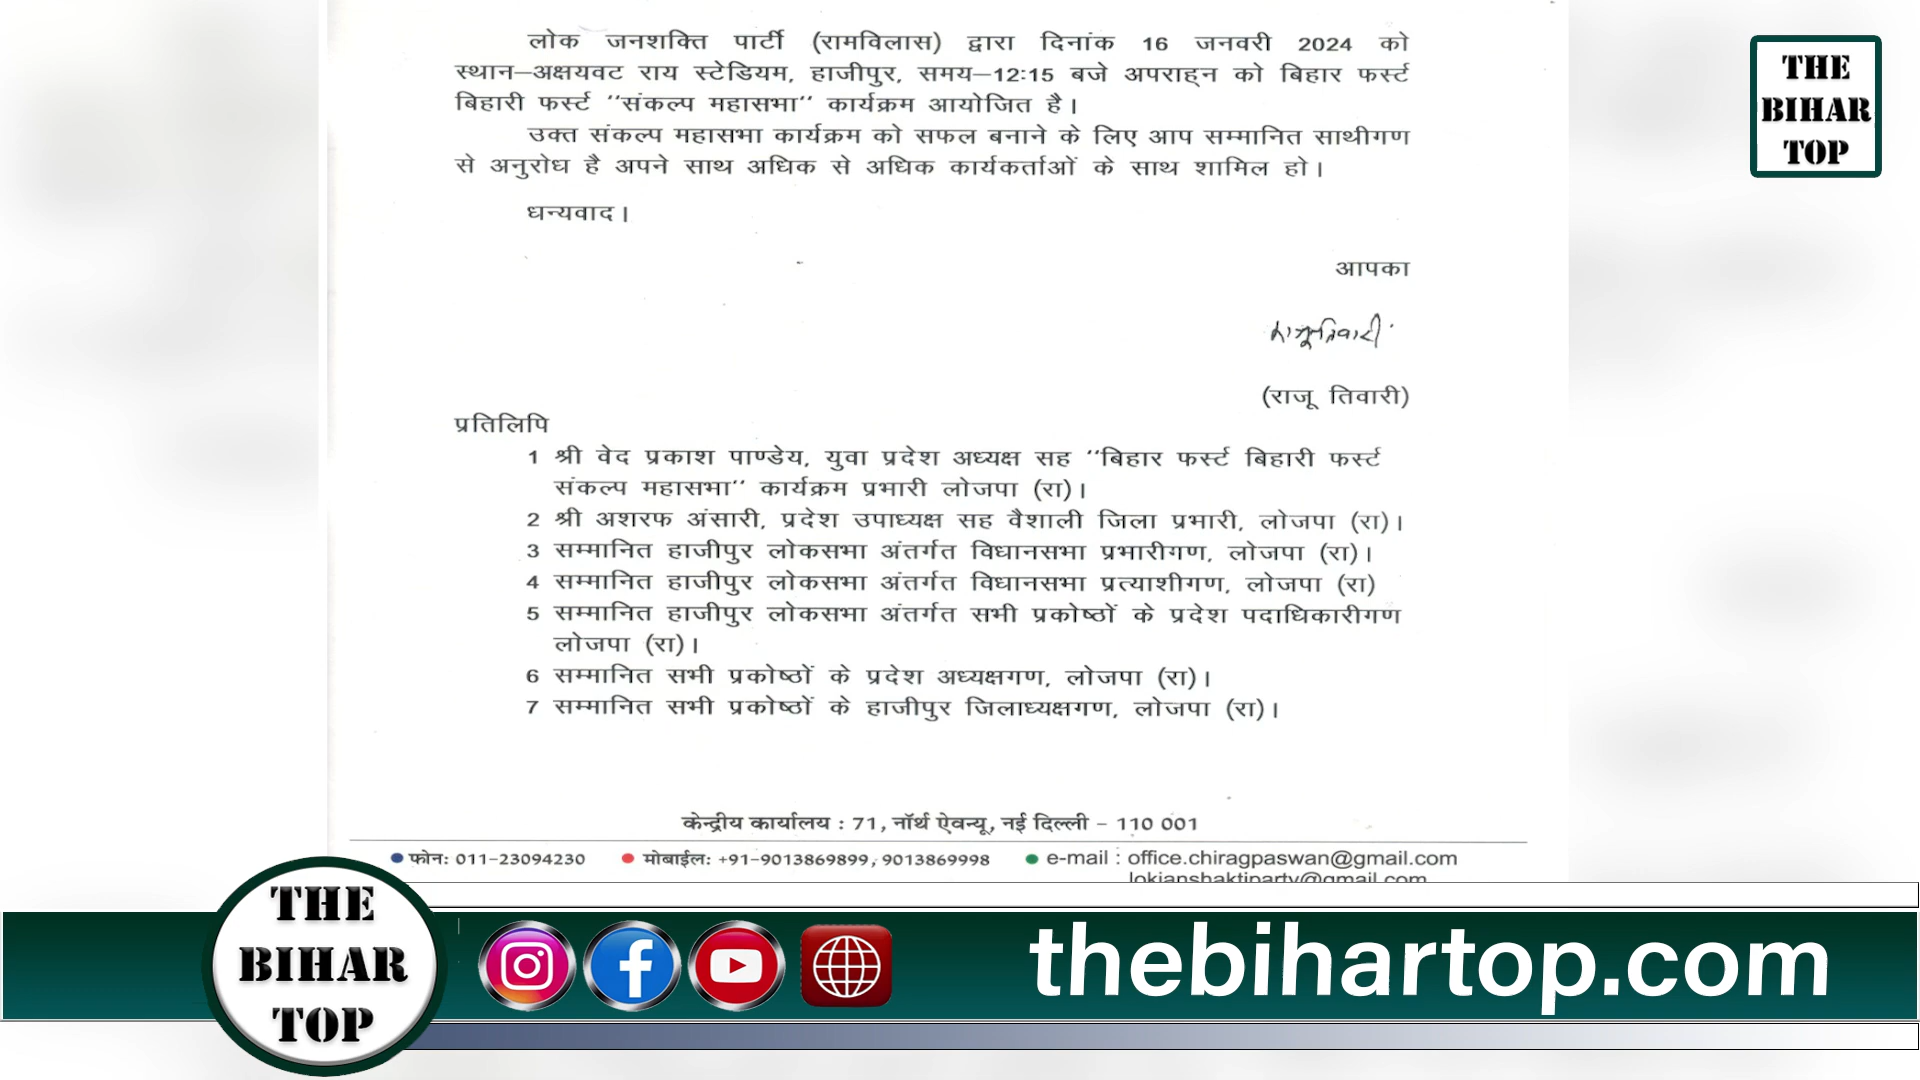 लोक जनशक्ति पार्टी (रामविलास) द्वारा दिनांक 16 जनवरी 2024 को
स्थान–अक्षयवट राय स्टेडियम, हाजीपुर, समय–12:15 बजे अपराह्न को बिहार फर्स्ट
बिहारी फर्स्ट ''संकल्प महासभा'' कार्यक्रम आयोजित है।
उक्त संकल्प महासभा कार्यक्रम को सफल बनाने के लिए आप सम्मानित साथीगण
से अनुरोध है अपने साथ अधिक से अधिक कार्यकर्ताओं के साथ शामिल हो।
धन्यवाद।
आपका
राजू तिवारी
(राजू तिवारी)
प्रतिलिपि
1 श्री वेद प्रकाश पाण्डेय, युवा प्रदेश अध्यक्ष सह ''बिहार फर्स्ट बिहारी फर्स्ट
संकल्प महासभा'' कार्यक्रम प्रभारी लोजपा (रा)।
2 श्री अशरफ अंसारी, प्रदेश उपाध्यक्ष सह वैशाली जिला प्रभारी, लोजपा (रा)।
3 सम्मानित हाजीपुर लोकसभा अंतर्गत विधानसभा प्रभारीगण, लोजपा (रा)।
4 सम्मानित हाजीपुर लोकसभा अंतर्गत विधानसभा प्रत्याशीगण, लोजपा (रा)
5 सम्मानित हाजीपुर लोकसभा अंतर्गत सभी प्रकोष्ठों के प्रदेश पदाधिकारीगण
लोजपा (रा)।
6 सम्मानित सभी प्रकोष्ठों के प्रदेश अध्यक्षगण, लोजपा (रा)।
7 सम्मानित सभी प्रकोष्ठों के हाजीपुर जिलाध्यक्षगण, लोजपा (रा)।
केन्द्रीय कार्यालय : 71, नॉर्थ ऐवन्यू, नई दिल्ली – 110 001
फोन: 011-23094230 मोबाईल: +91-9013869899, 9013869998 e-mail : office.chiragpaswan@gmail.com
lokjanshaktiparty@gmail.com
THE
BIHAR
TOP
THE
BIHAR
TOP
thebihartop.com